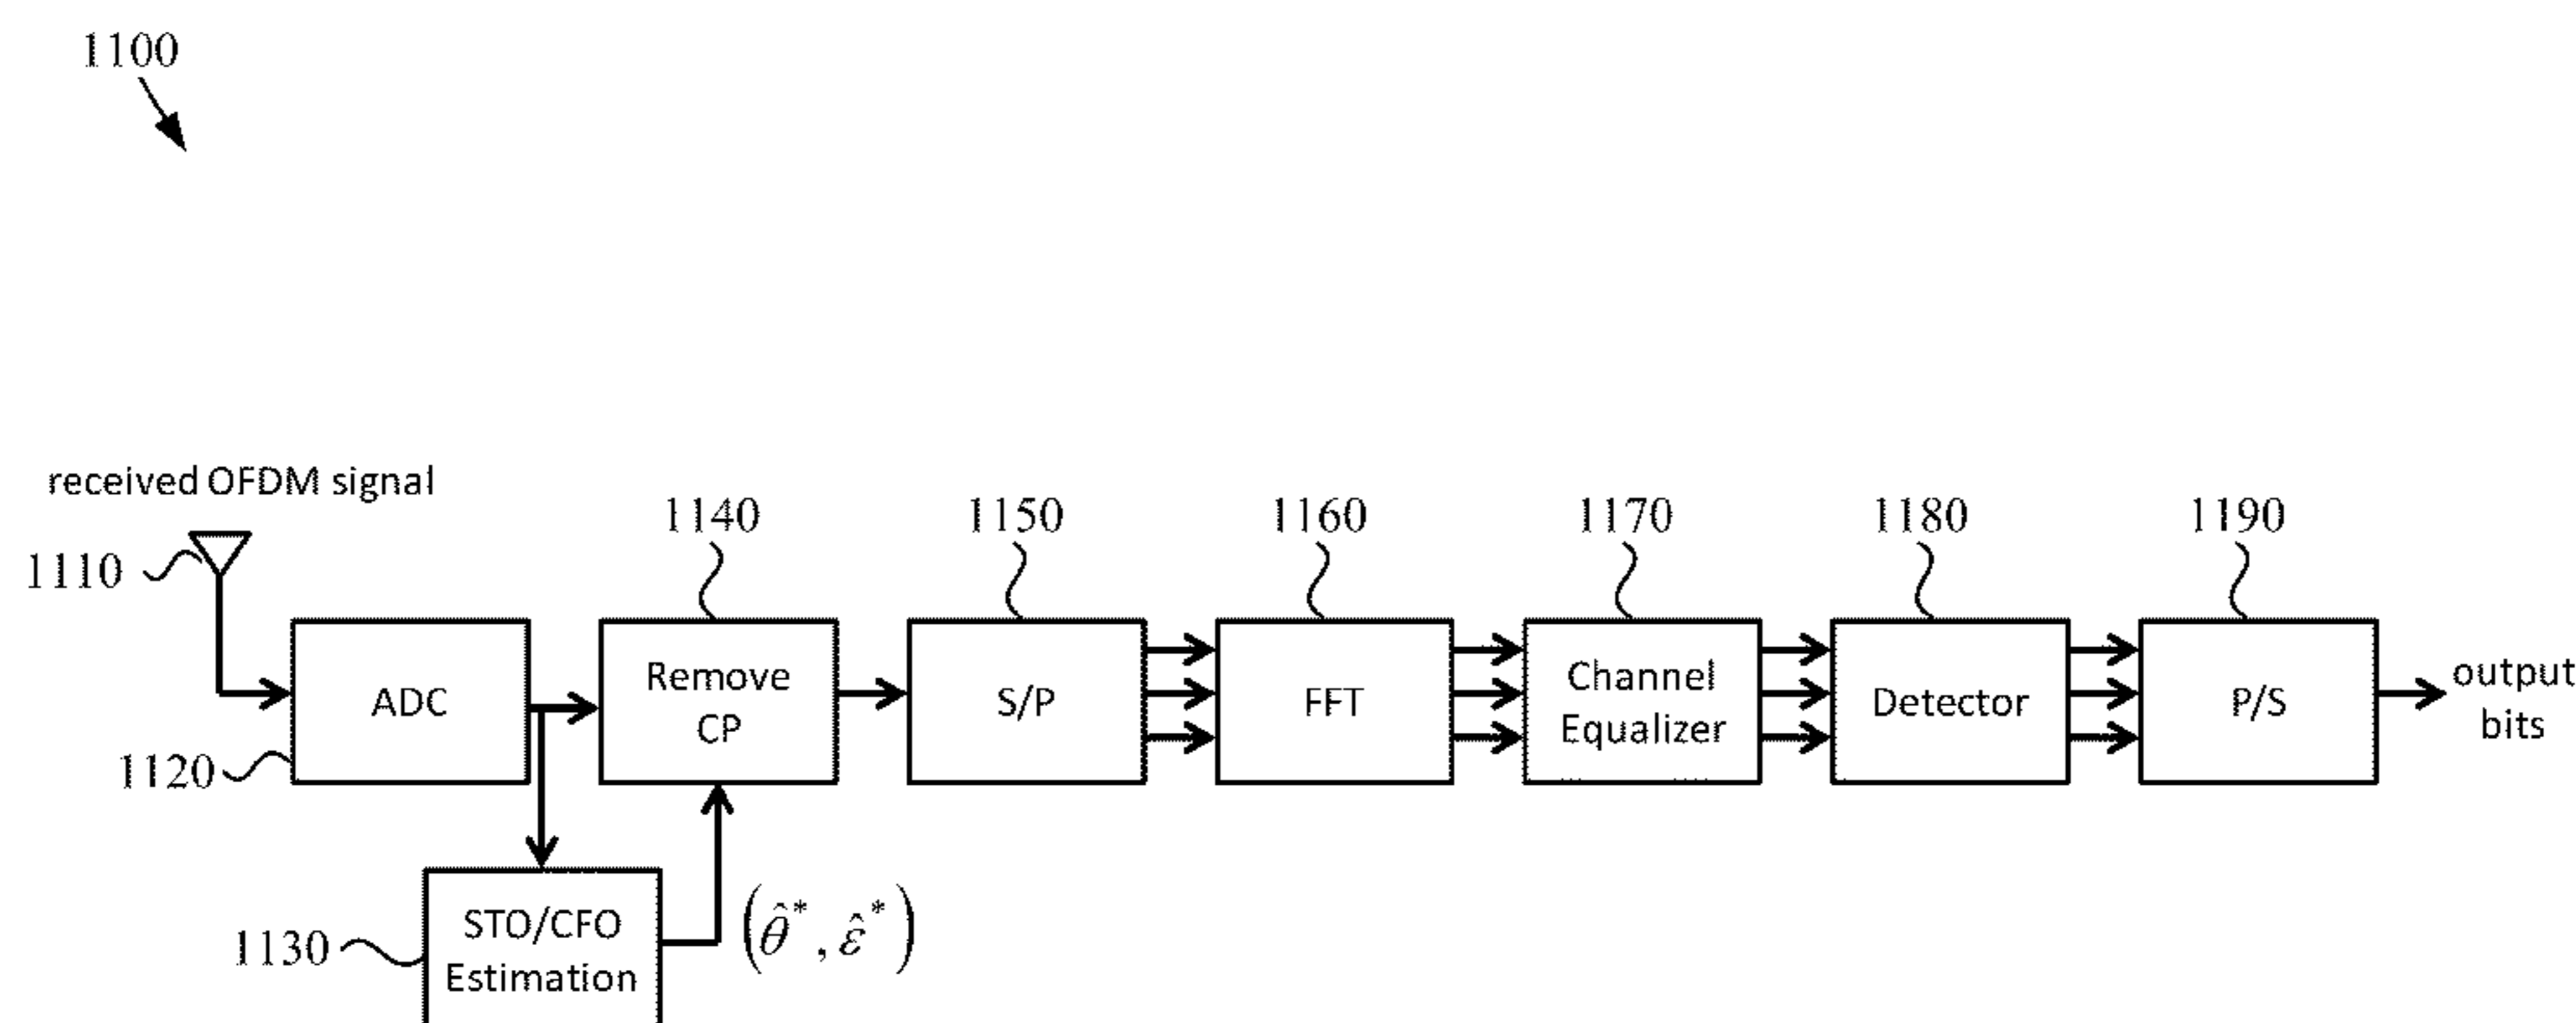 1100
received OFDM signal
1110
1140
1150
1160
1170
1180
1190
ADC
Remove
CP
S/P
FFT
Channel
Equalizer
Detector
P/S
output
bits
1120
1130
STO/CFO
Estimation
(θ̂*, ε̂*)